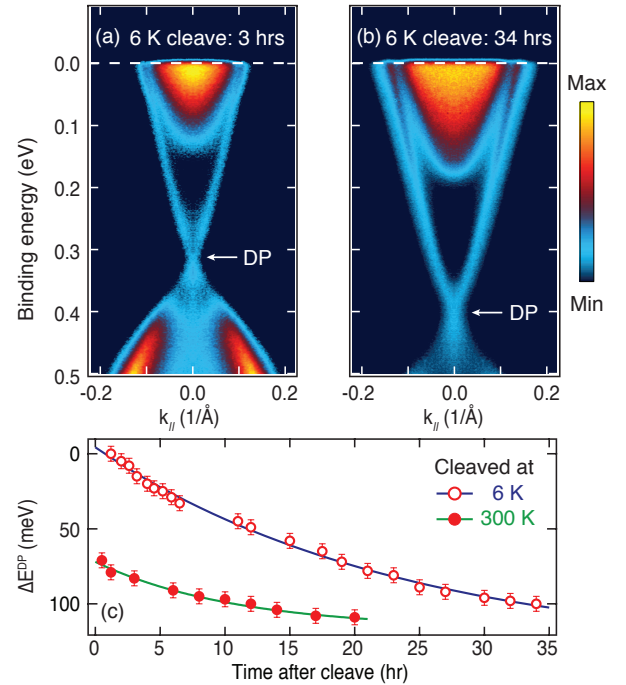 (a) 6 K cleave: 3 hrs
(b) 6 K cleave: 34 hrs
Max
Min
Binding energy (eV)
0.0
0.1
0.2
0.3
0.4
0.5
DP
DP
-0.2 0.0 0.2
-0.2 0.0 0.2
k// (1/Å)
k// (1/Å)
ΔE^DP (meV)
0
50
100
Cleaved at
6 K
300 K
(c)
0 5 10 15 20 25 30 35
Time after cleave (hr)